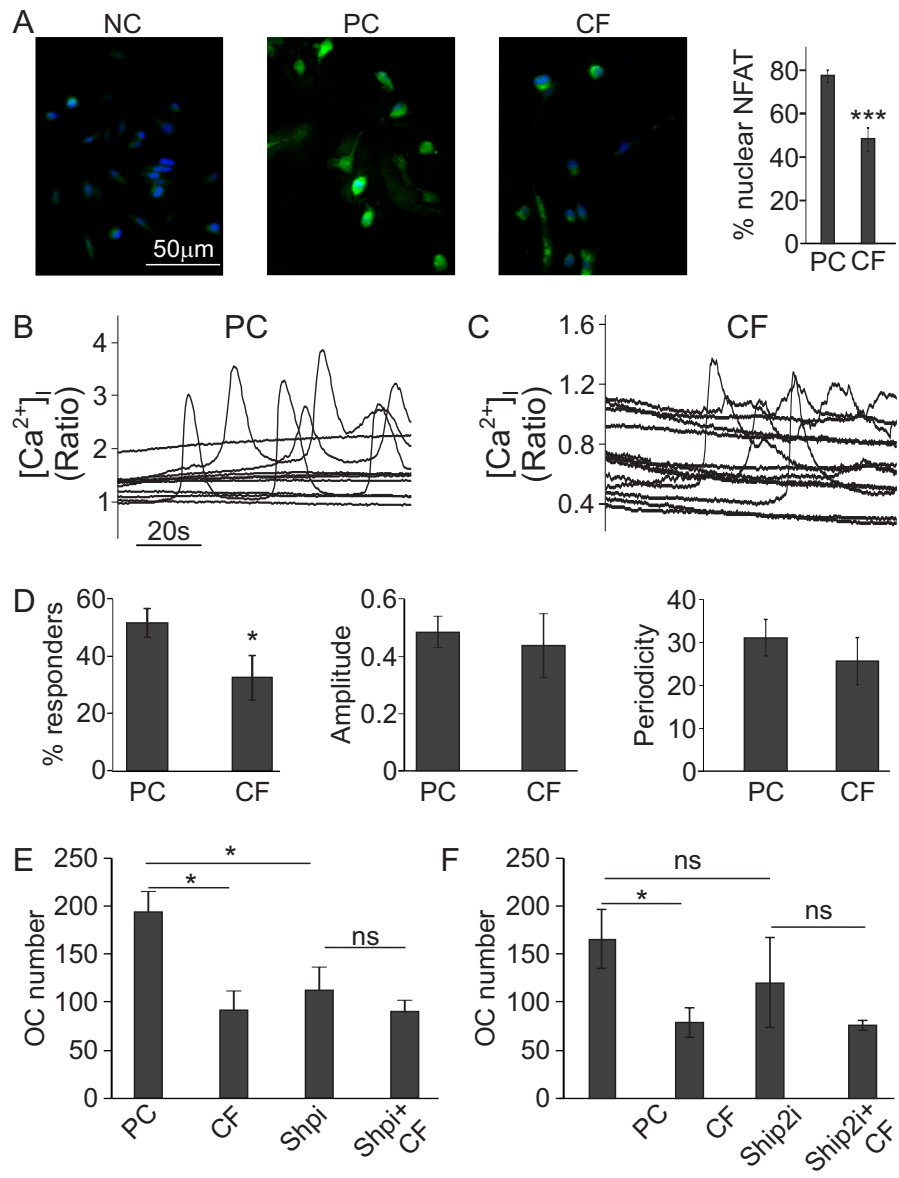 A
NC
PC
CF
50μm
% nuclear NFAT
80
60
40
20
0
***
PC CF
B
PC
[Ca2+]I
(Ratio)
4
3
2
1
20s
C
CF
[Ca2+]I
(Ratio)
1.6
1.2
0.8
0.4
D
% responders
60
40
20
0
*
PC
CF
Amplitude
0.6
0.4
0.2
0
PC
CF
Periodicity
40
30
20
10
0
PC
CF
E
OC number
250
200
150
100
50
0
*
*
ns
PC
CF
Shpi
Shpi+
CF
F
OC number
250
200
150
100
50
0
ns
*
ns
PC
CF
Ship2i
Ship2i+
CF